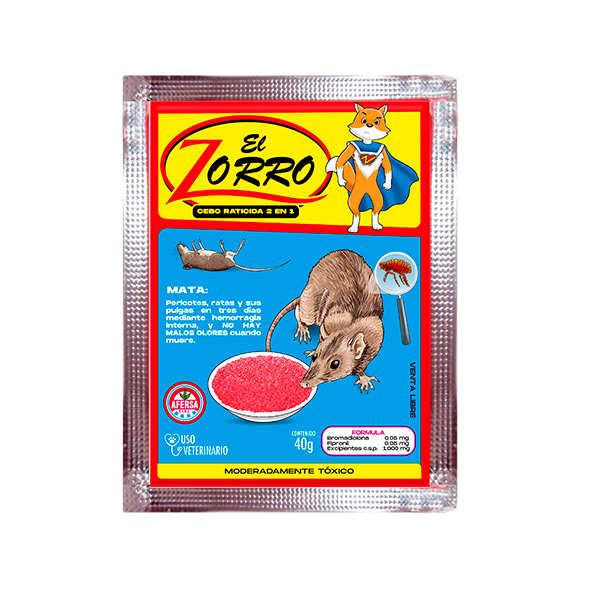 El
ZORRO
CEBO RATICIDA 2 EN 1
MATA:
Pericotes, ratas y sus
pulgas en tres días
mediante hemorragia
interna, y NO HAY
MALOS OLORES cuando
muere.
AFERSA
USO
VETERINARIO
CONTENIDO
40g
VENTA LIBRE
FORMULA
Bromadiolona 0.05 mg
Fipronil 0.05 mg
Excipientes c.s.p. 1.000 mg
MODERADAMENTE TÓXICO